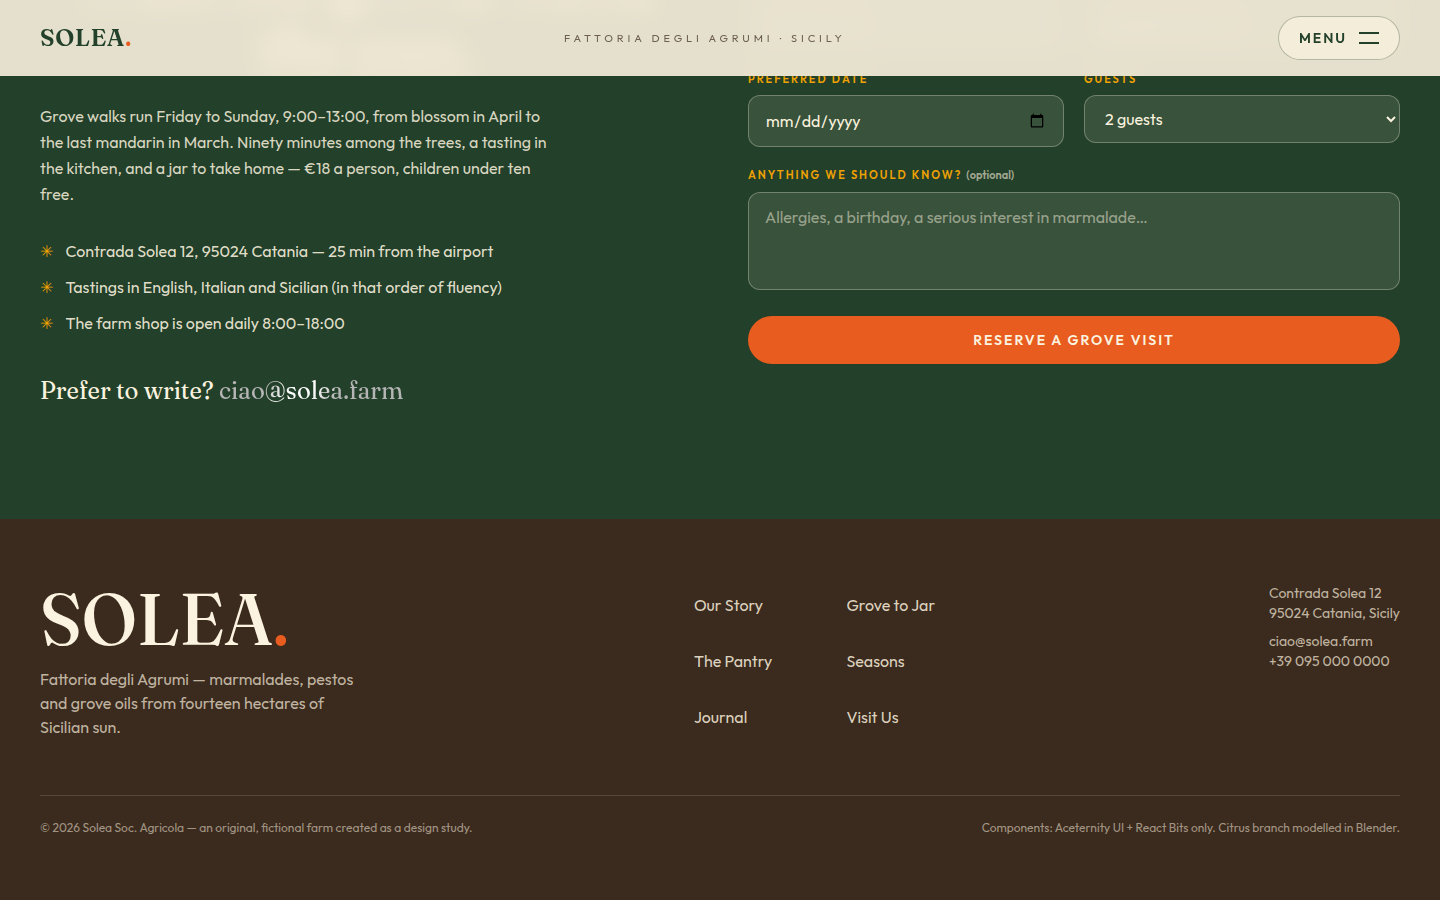 SOLEA.
FATTORIA DEGLI AGRUMI · SICILY
MENU
Grove walks run Friday to Sunday, 9:00–13:00, from blossom in April to
the last mandarin in March. Ninety minutes among the trees, a tasting in
the kitchen, and a jar to take home — €18 a person, children under ten
free.
✳ Contrada Solea 12, 95024 Catania — 25 min from the airport
✳ Tastings in English, Italian and Sicilian (in that order of fluency)
✳ The farm shop is open daily 8:00–18:00
Prefer to write? ciao@solea.farm
PREFERRED DATE
mm/dd/yyyy
GUESTS
2 guests
ANYTHING WE SHOULD KNOW? (optional)
Allergies, a birthday, a serious interest in marmalade…
RESERVE A GROVE VISIT
SOLEA.
Fattoria degli Agrumi — marmalades, pestos
and grove oils from fourteen hectares of
Sicilian sun.
Our Story
Grove to Jar
The Pantry
Seasons
Journal
Visit Us
Contrada Solea 12
95024 Catania, Sicily
ciao@solea.farm
+39 095 000 0000
© 2026 Solea Soc. Agricola — an original, fictional farm created as a design study.
Components: Aceternity UI + React Bits only. Citrus branch modelled in Blender.